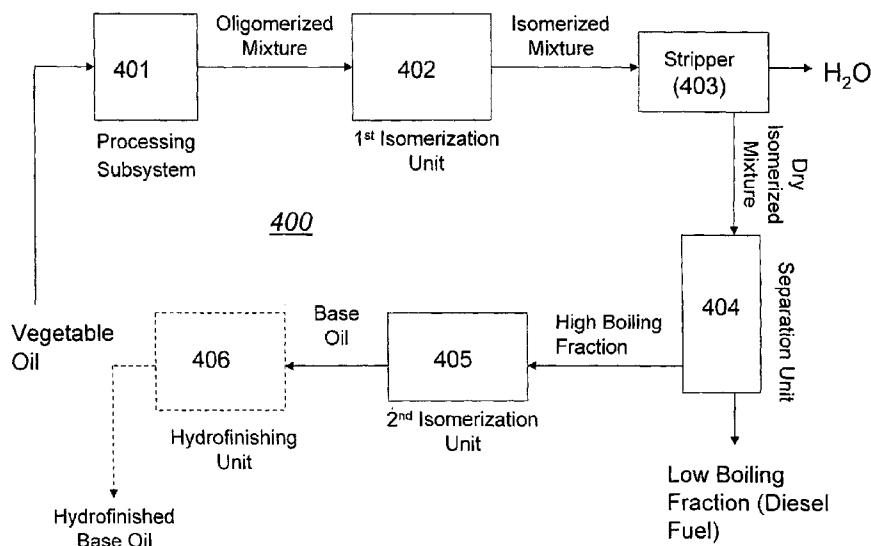 Oligomerized
Mixture
Isomerized
Mixture
401
402
Stripper
(403)
H₂O
Processing
Subsystem
1st Isomerization
Unit
Dry
Isomerized
Mixture
400
404
Separation Unit
Vegetable
Oil
406
Base
Oil
405
High Boiling
Fraction
Hydrofinishing
Unit
2nd Isomerization
Unit
Hydrofinished
Base Oil
Low Boiling
Fraction (Diesel
Fuel)